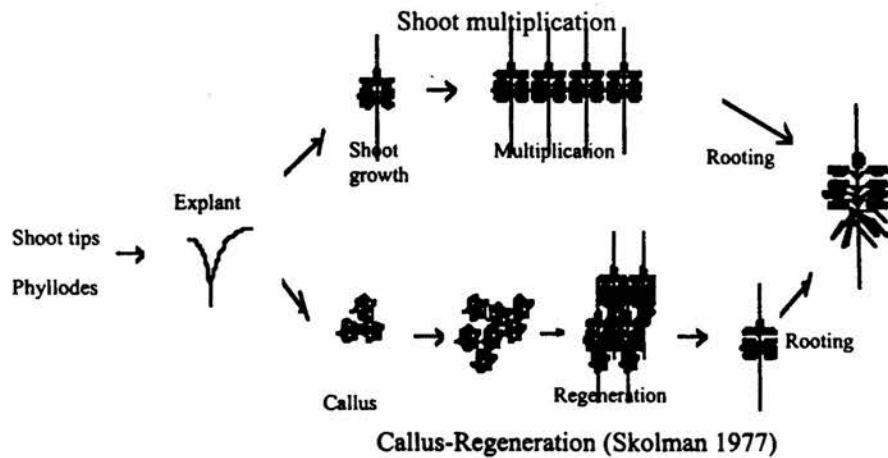 Shoot multiplication
Shoot
growth
Multiplication
Rooting
Explant
Shoot tips
Phyllodes
Callus
Regeneration
Rooting
Callus-Regeneration (Skolman 1977)